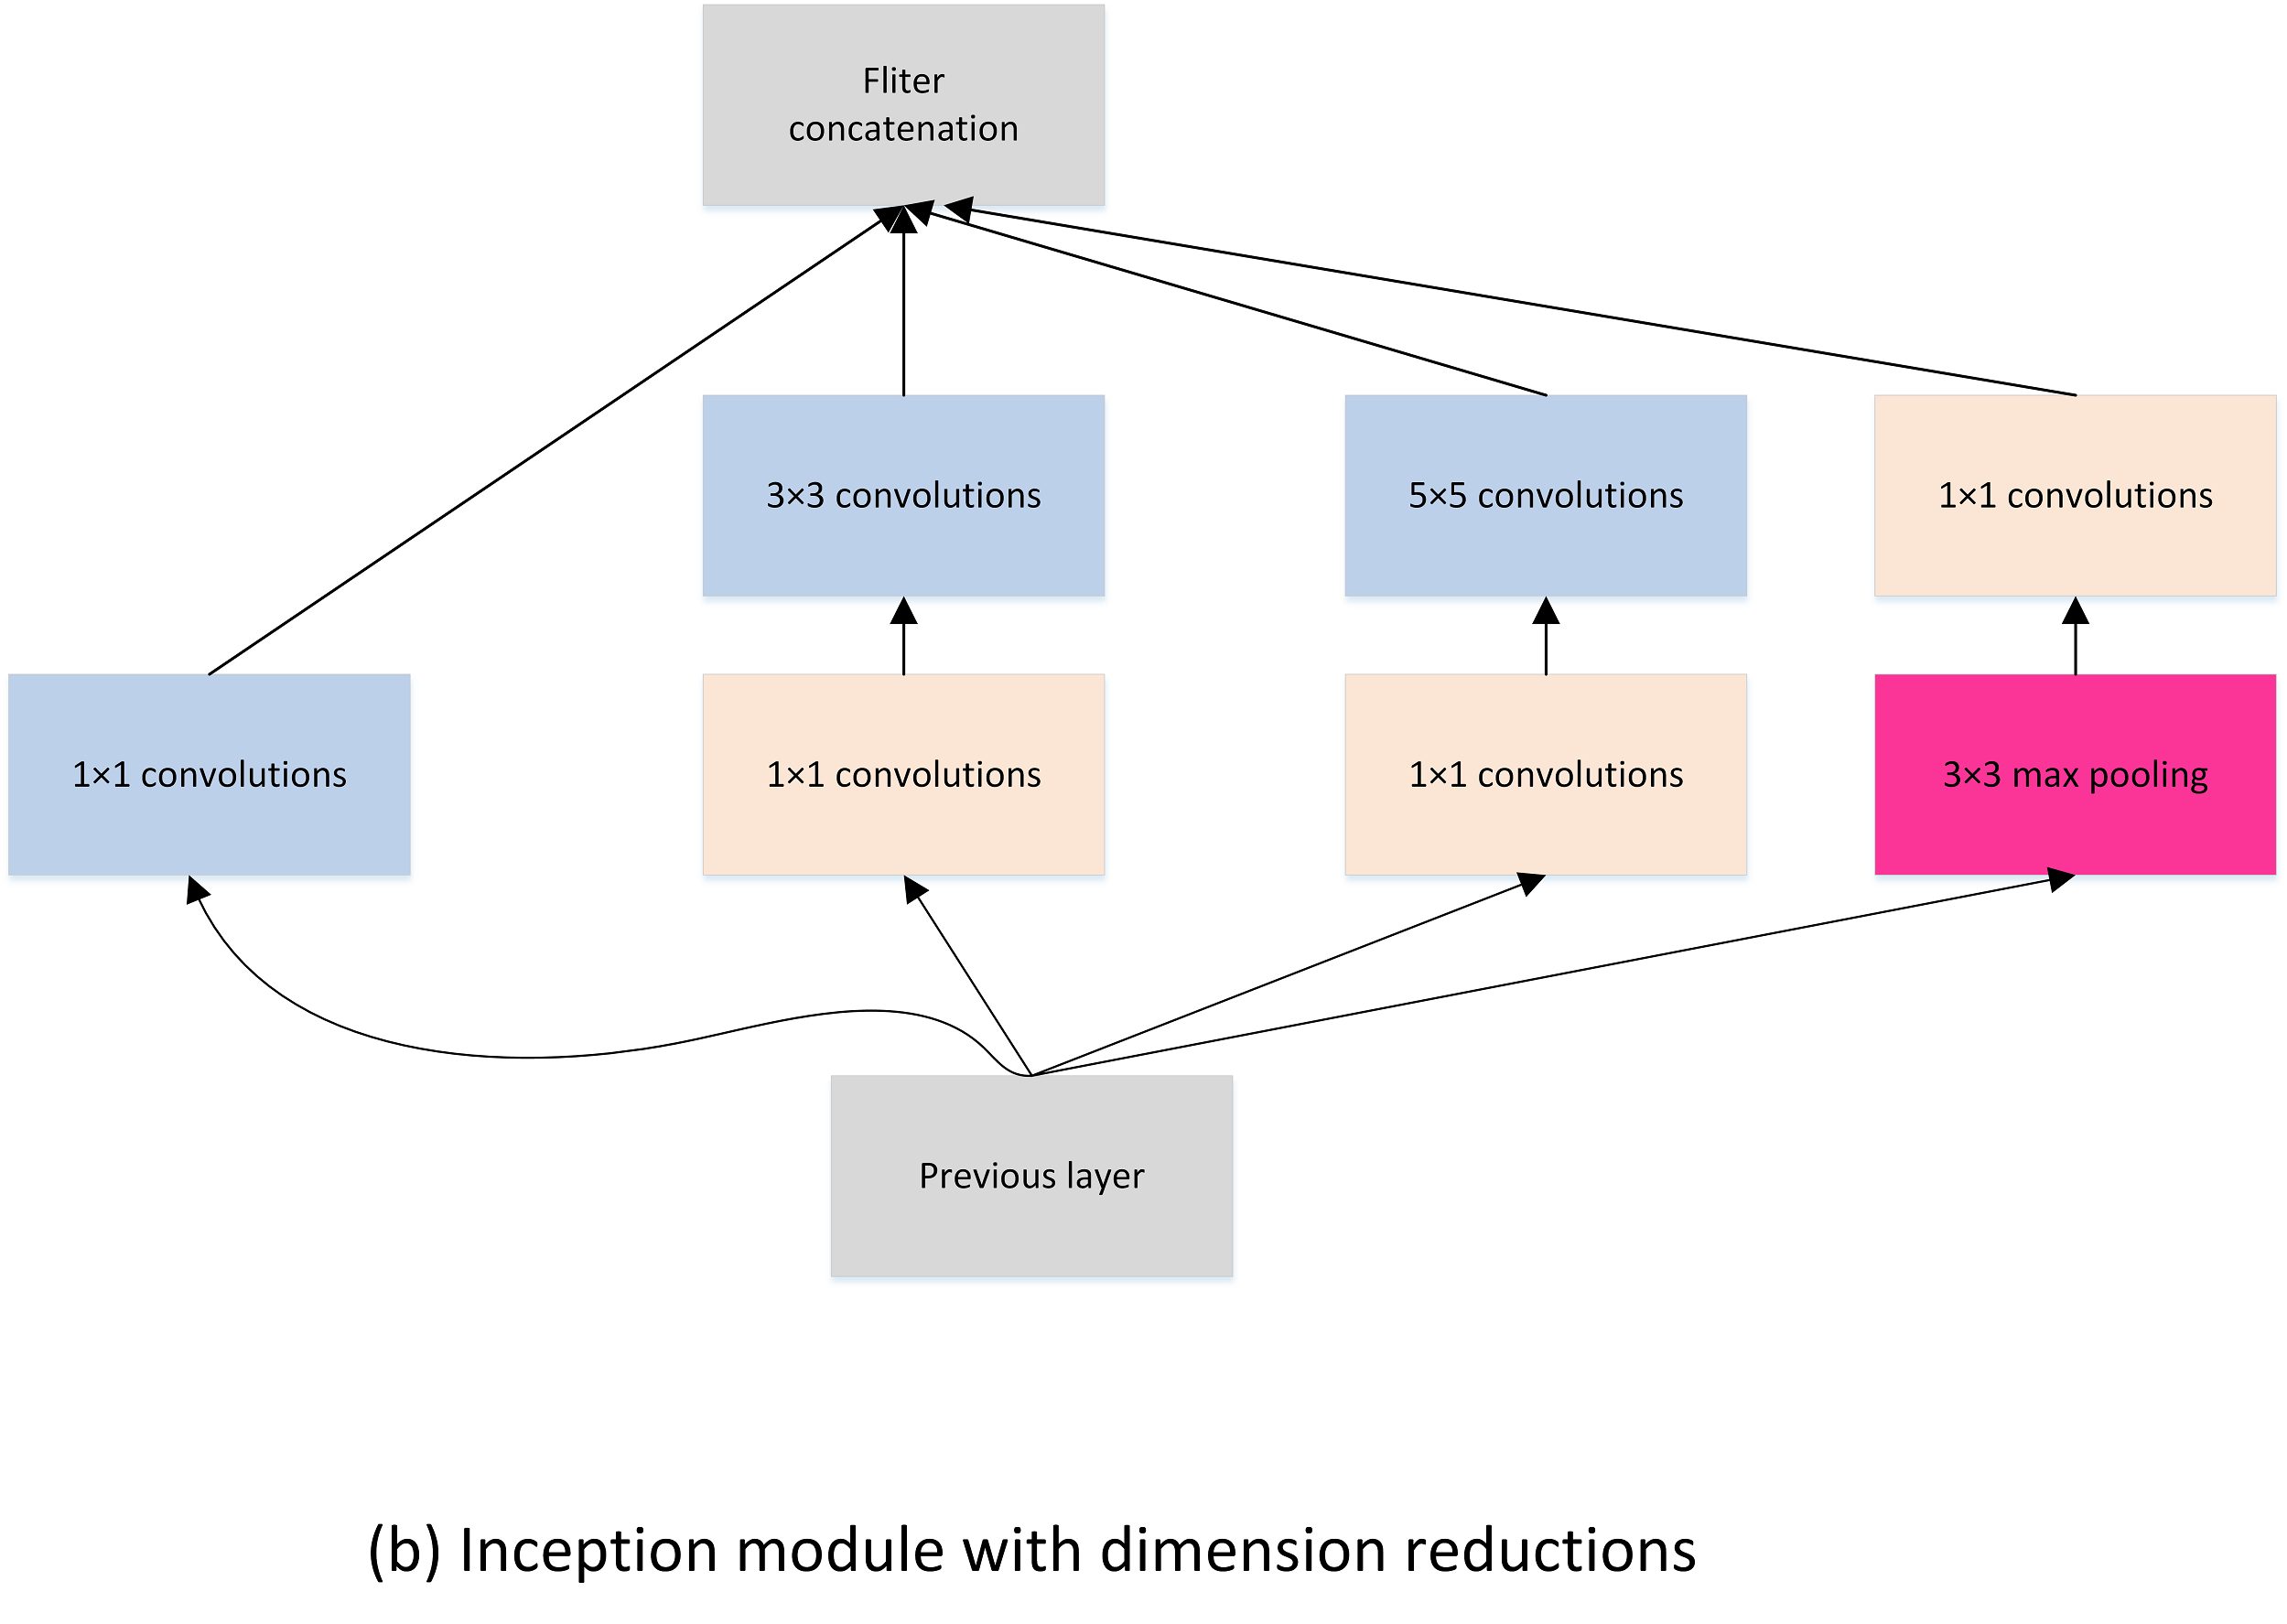 Fliter
concatenation
3×3 convolutions
5×5 convolutions
1×1 convolutions
1×1 convolutions
1×1 convolutions
1×1 convolutions
3×3 max pooling
Previous layer
(b) Inception module with dimension reductions